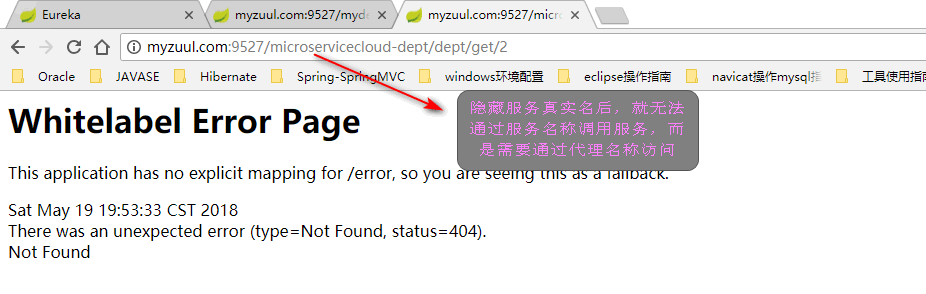 Eureka
myzuul.com:9527/myde
myzuul.com:9527/micro
myzuul.com:9527/microservicecloud-dept/dept/get/2
Oracle JAVASE Hibernate Spring-SpringMVC windows环境配置 eclipse操作指南 navicat操作mysql指 工具使用指南
隐藏服务真实名后，就无法
通过服务名称调用服务，而
是需要通过代理名称访问
Whitelabel Error Page
This application has no explicit mapping for /error, so you are seeing this as a fallback.
Sat May 19 19:53:33 CST 2018
There was an unexpected error (type=Not Found, status=404).
Not Found